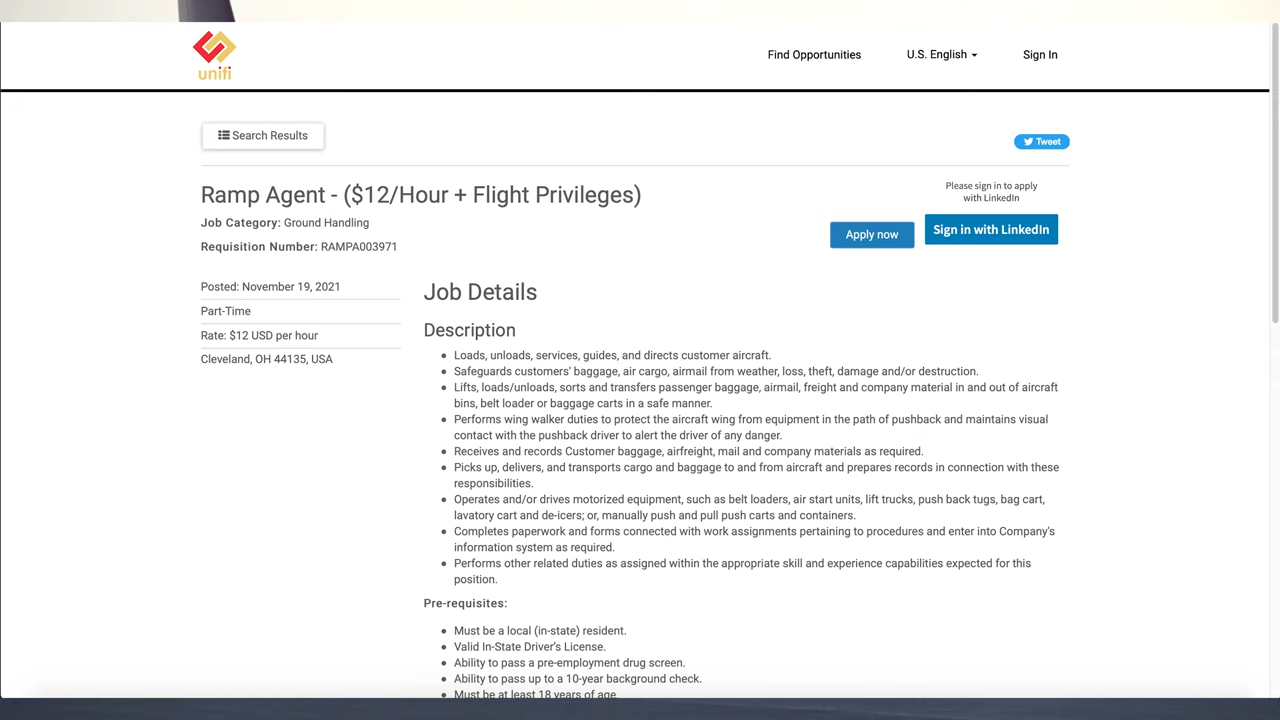 unifi
Find Opportunities
U.S. English
Sign In
Search Results
Tweet
Ramp Agent - ($12/Hour + Flight Privileges)
Please sign in to apply
with LinkedIn
Job Category: Ground Handling
Apply now
Sign in with LinkedIn
Requisition Number: RAMPA003971
Posted: November 19, 2021
Part-Time
Rate: $12 USD per hour
Cleveland, OH 44135, USA
Job Details
Description
Loads, unloads, services, guides, and directs customer aircraft.
Safeguards customers' baggage, air cargo, airmail from weather, loss, theft, damage and/or destruction.
Lifts, loads/unloads, sorts and transfers passenger baggage, airmail, freight and company material in and out of aircraft
bins, belt loader or baggage carts in a safe manner.
Performs wing walker duties to protect the aircraft wing from equipment in the path of pushback and maintains visual
contact with the pushback driver to alert the driver of any danger.
Receives and records Customer baggage, airfreight, mail and company materials as required.
Picks up, delivers, and transports cargo and baggage to and from aircraft and prepares records in connection with these
responsibilities.
Operates and/or drives motorized equipment, such as belt loaders, air start units, lift trucks, push back tugs, bag cart,
lavatory cart and de-icers; or, manually push and pull push carts and containers.
Completes paperwork and forms connected with work assignments pertaining to procedures and enter into Company's
information system as required.
Performs other related duties as assigned within the appropriate skill and experience capabilities expected for this
position.
Pre-requisites:
Must be a local (in-state) resident.
Valid In-State Driver's License.
Ability to pass a pre-employment drug screen.
Ability to pass up to a 10-year background check.
Must be at least 18 years of age.